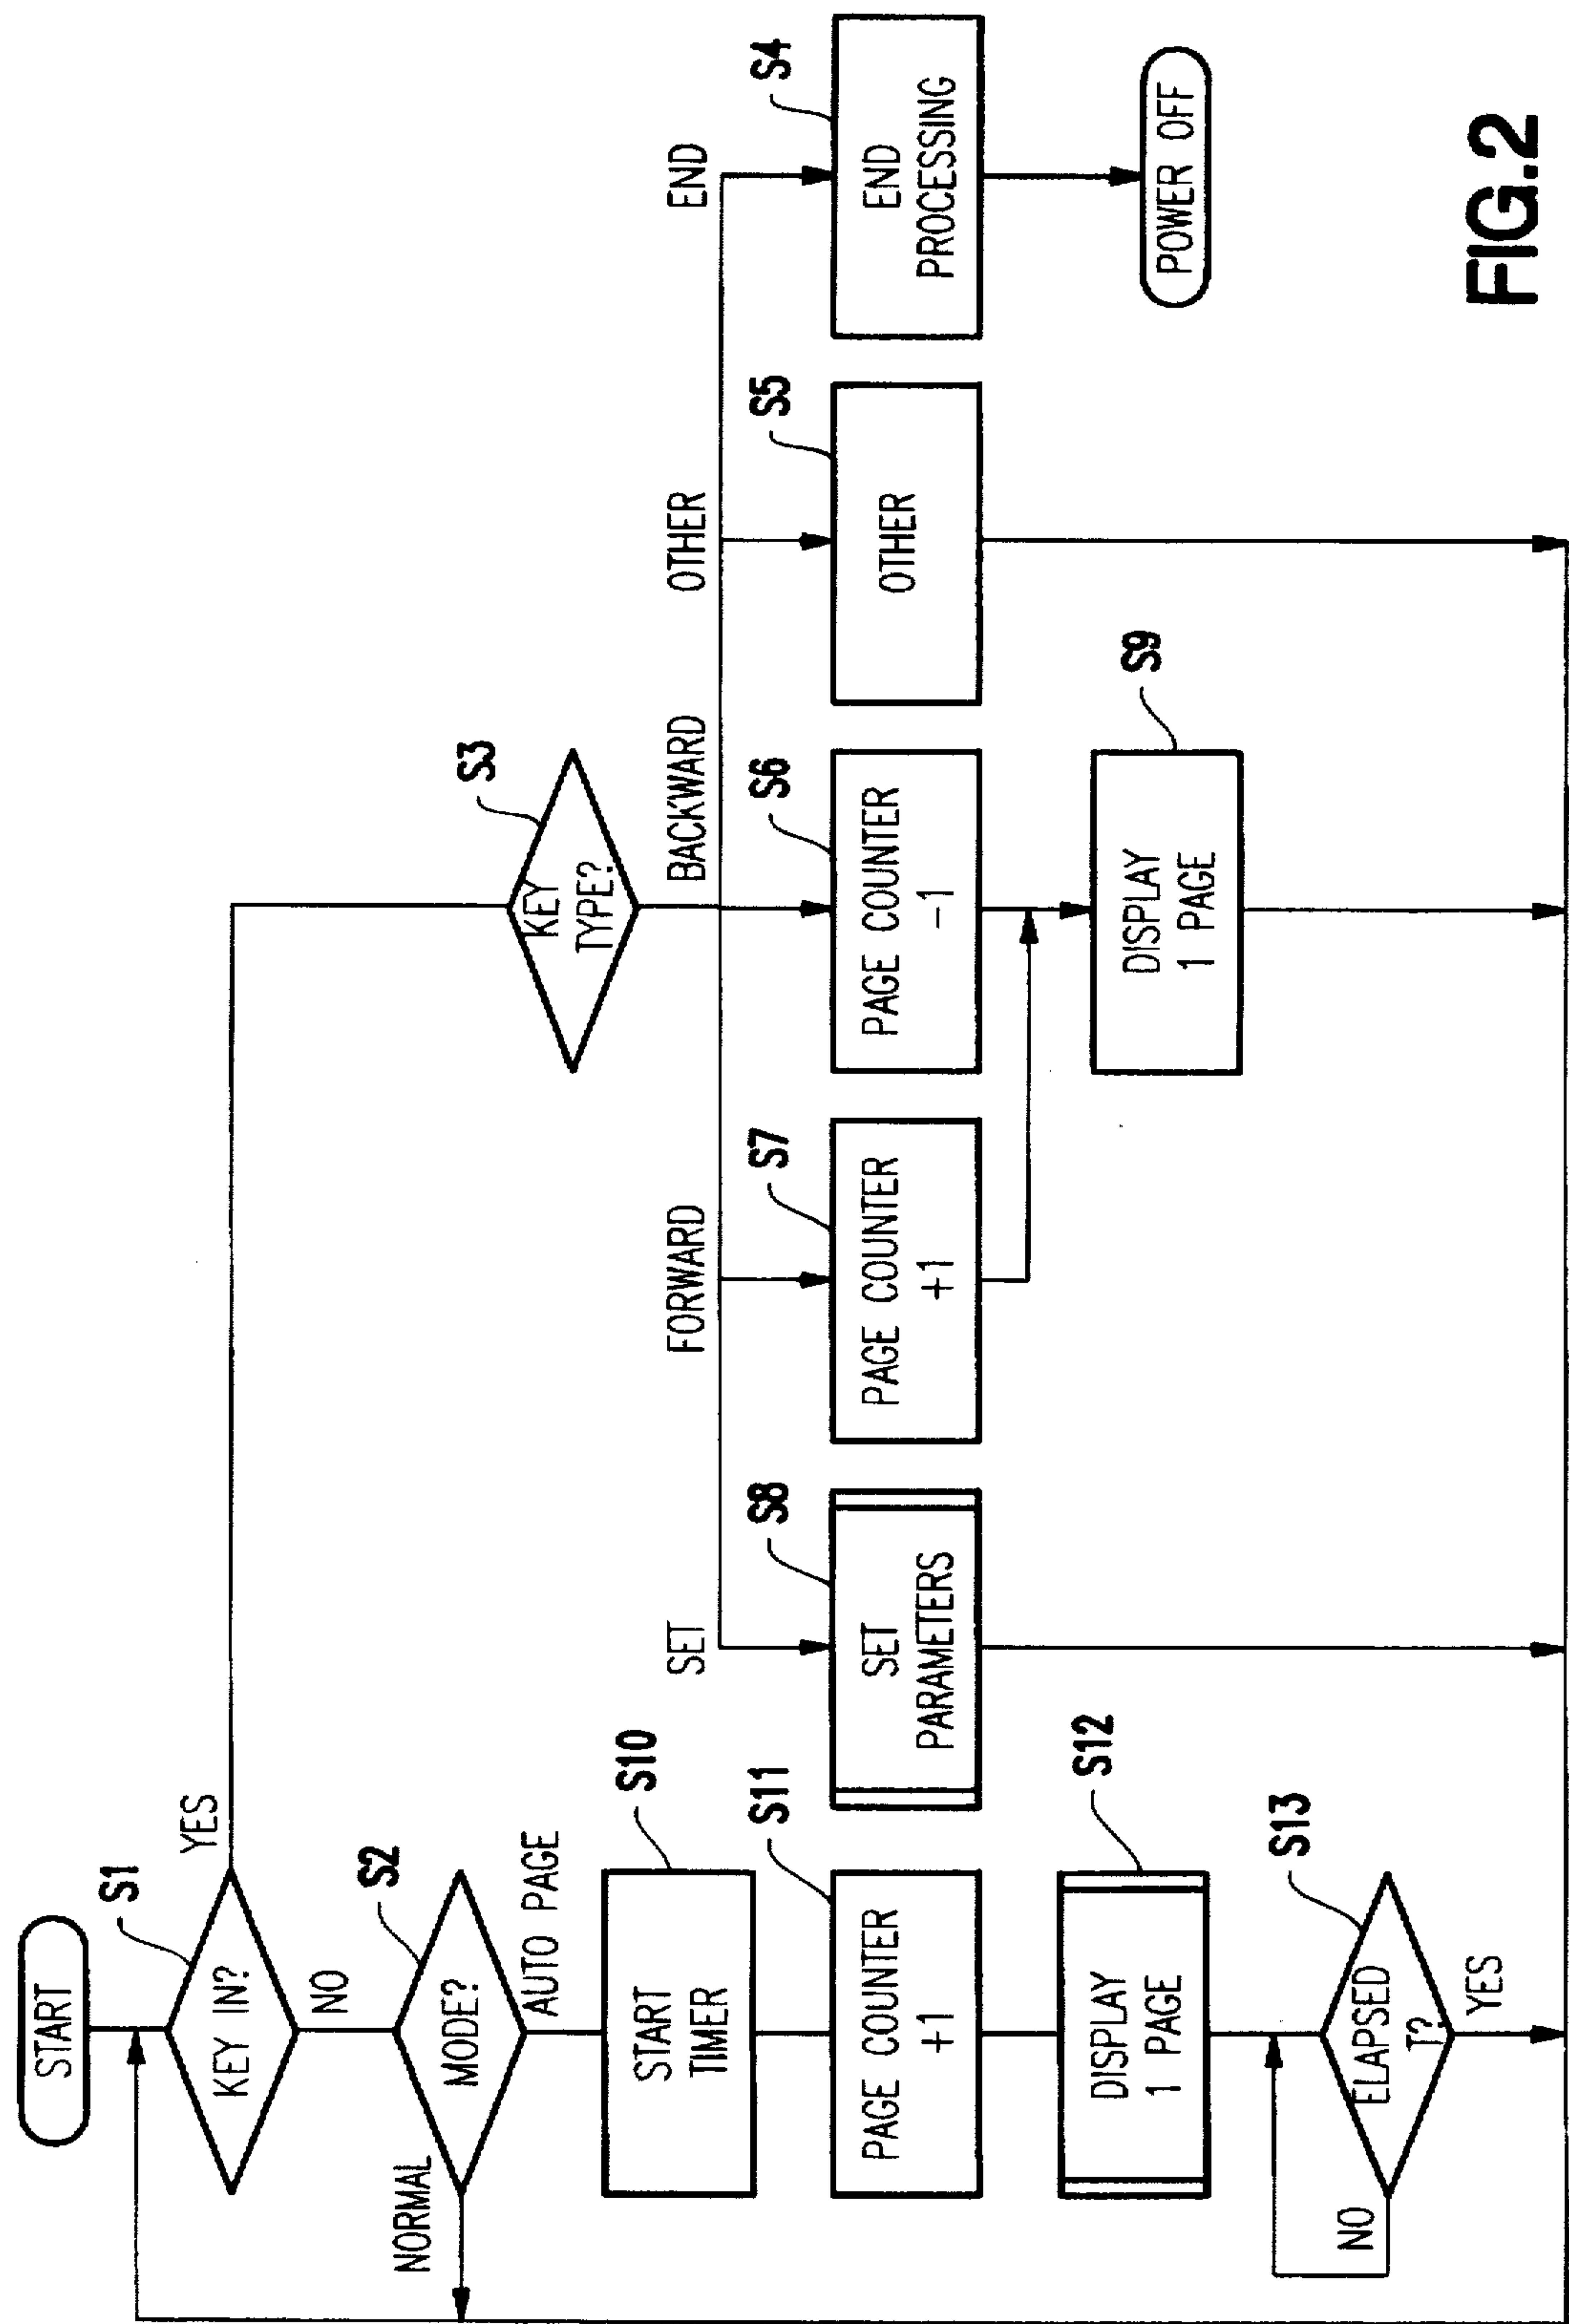 START
S1
KEY IN?
YES
NO
S2
MODE?
NORMAL
AUTO PAGE
S10
START
TIMER
S11
PAGE COUNTER
+1
S12
DISPLAY
1 PAGE
S13
ELAPSED
T?
NO
YES
S3
KEY
TYPE?
SET
FORWARD
BACKWARD
OTHER
END
S8
SET
PARAMETERS
S7
PAGE COUNTER
+1
S6
PAGE COUNTER
-1
S9
DISPLAY
1 PAGE
S5
OTHER
S4
END
PROCESSING
POWER OFF
FIG.2